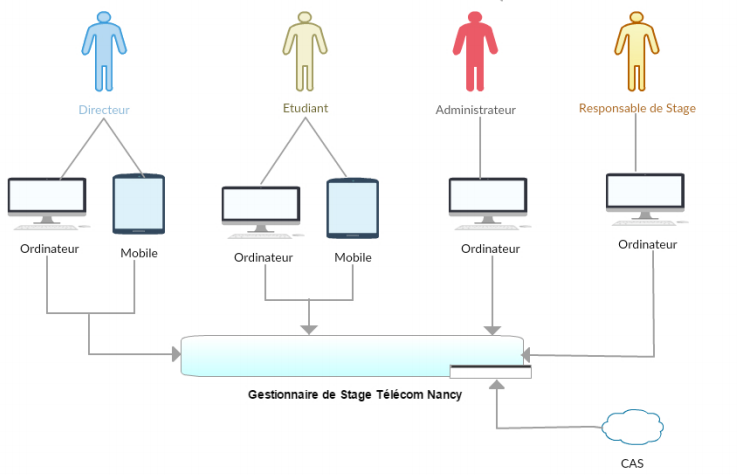 Directeur
Etudiant
Administrateur
Responsable de Stage
Ordinateur
Mobile
Ordinateur
Mobile
Ordinateur
Ordinateur
Gestionnaire de Stage Télécom Nancy
CAS